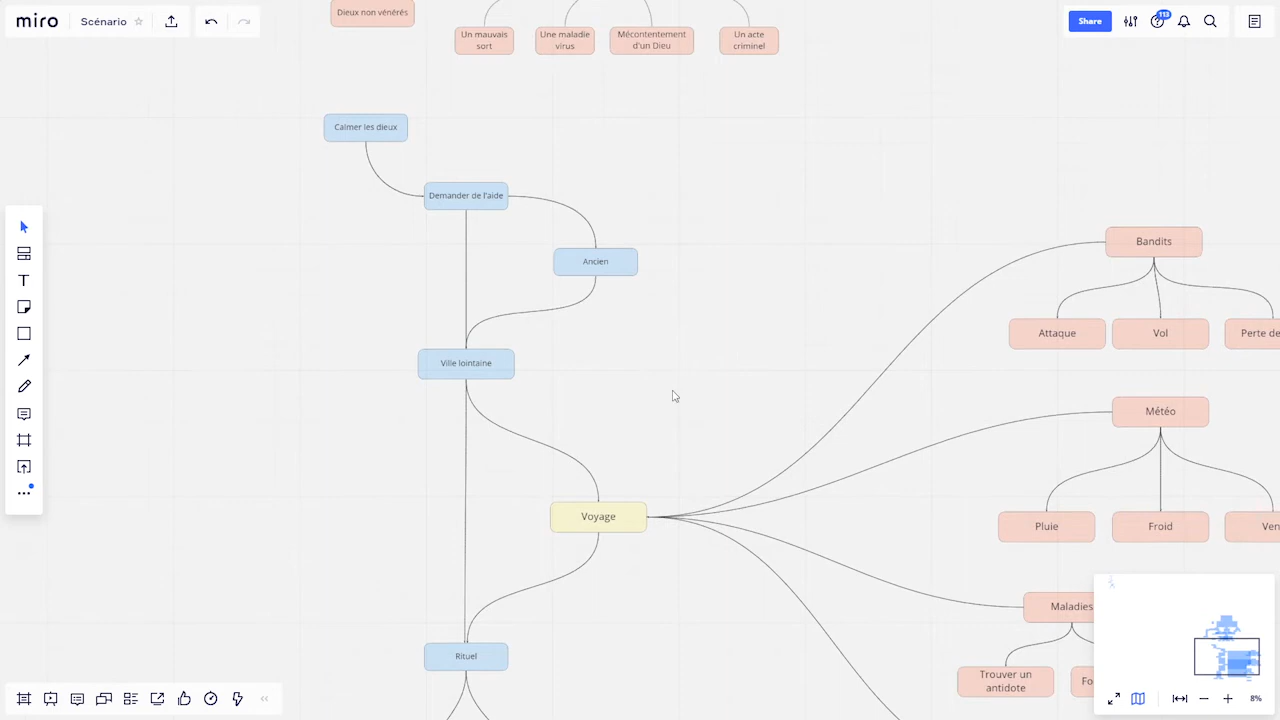 miro
Scénario
Share
113
Dieux non vénérés
Un mauvais
sort
Une maladie
virus
Mécontentement
d'un Dieu
Un acte
criminel
Calmer les dieux
Demander de l'aide
Ancien
Ville lointaine
Voyage
Rituel
Bandits
Attaque
Vol
Perte de
Météo
Pluie
Froid
Ven
Maladies
Trouver un
antidote
Fo
T
8%